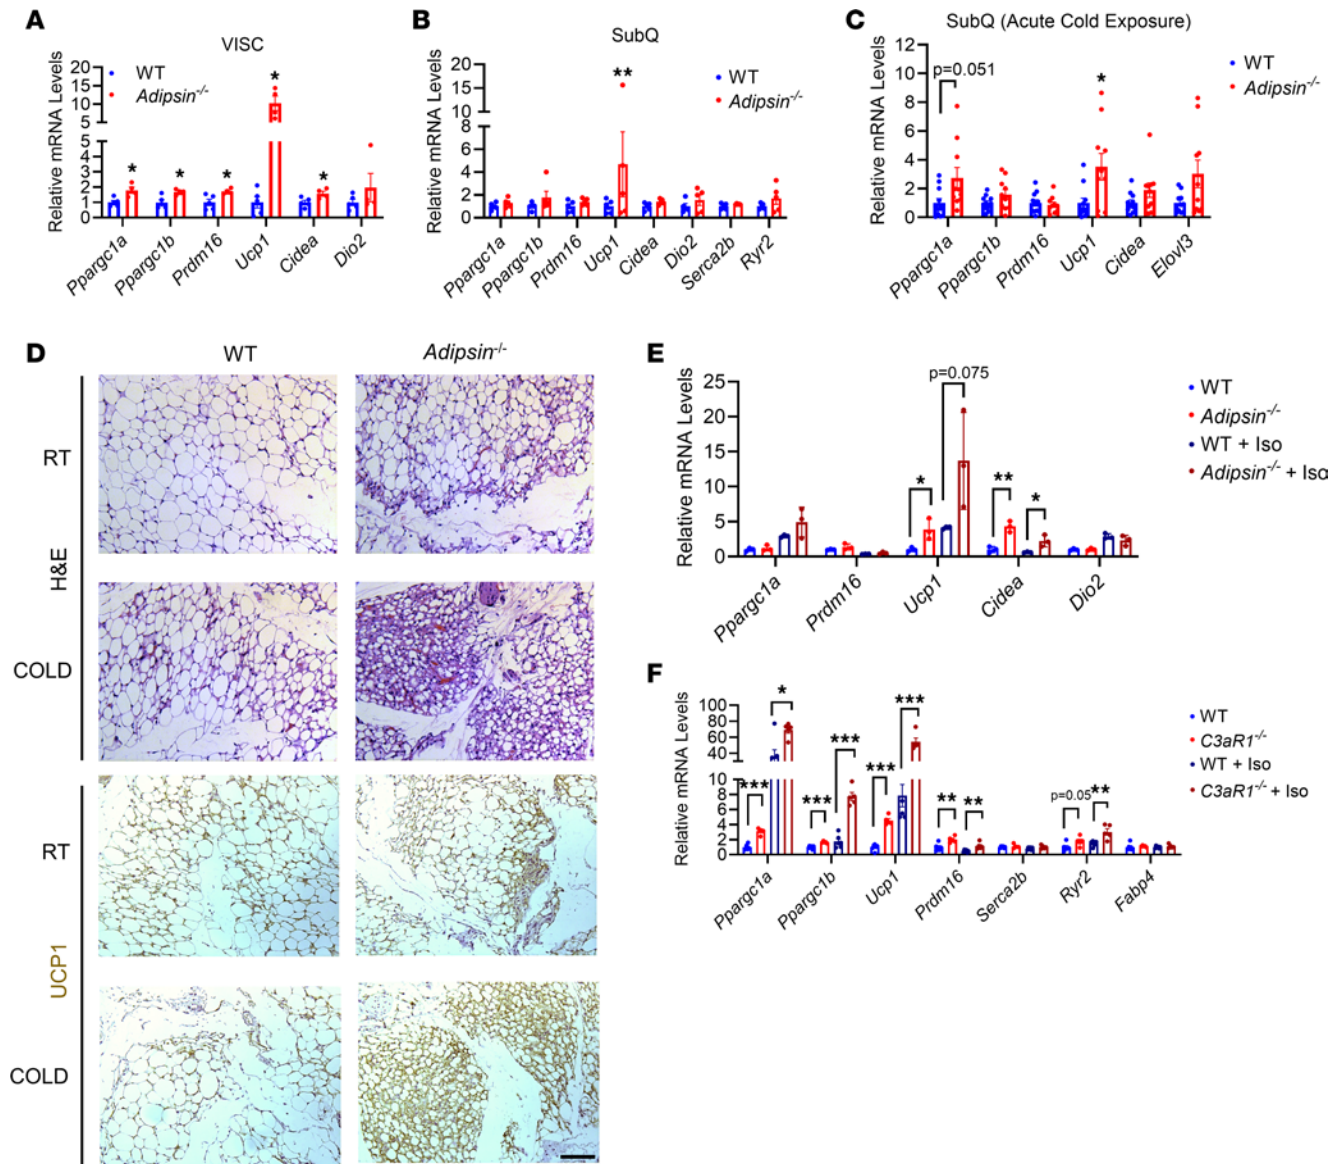 A
VISC
Relative mRNA Levels
20
15
10
5
5
4
3
2
1
0
WT
Adipsin-/-
*
*
*
*
*
Ppargc1a
Ppargc1b
Prdm16
Ucp1
Cidea
Dio2
B
SubQ
Relative mRNA Levels
20
15
10
8
6
4
2
0
**
WT
Adipsin-/-
Ppargc1a
Ppargc1b
Prdm16
Ucp1
Cidea
Dio2
Serca2b
Ryr2
C
SubQ (Acute Cold Exposure)
Relative mRNA Levels
12
10
8
6
4
2
0
p=0.051
*
WT
Adipsin-/-
Ppargc1a
Ppargc1b
Prdm16
Ucp1
Cidea
Elovl3
D
WT
Adipsin-/-
H&E
RT
COLD
UCP1
RT
COLD
E
Relative mRNA Levels
25
20
15
10
5
0
p=0.075
*
**
*
WT
Adipsin-/-
WT + Iso
Adipsin-/- + Iso
Ppargc1a
Prdm16
Ucp1
Cidea
Dio2
F
Relative mRNA Levels
100
80
60
40
8
6
4
2
0
***
*
***
***
***
***
**
**
p=0.05
**
WT
C3aR1-/-
WT + Iso
C3aR1-/- + Iso
Ppargc1a
Ppargc1b
Ucp1
Prdm16
Serca2b
Ryr2
Fabp4